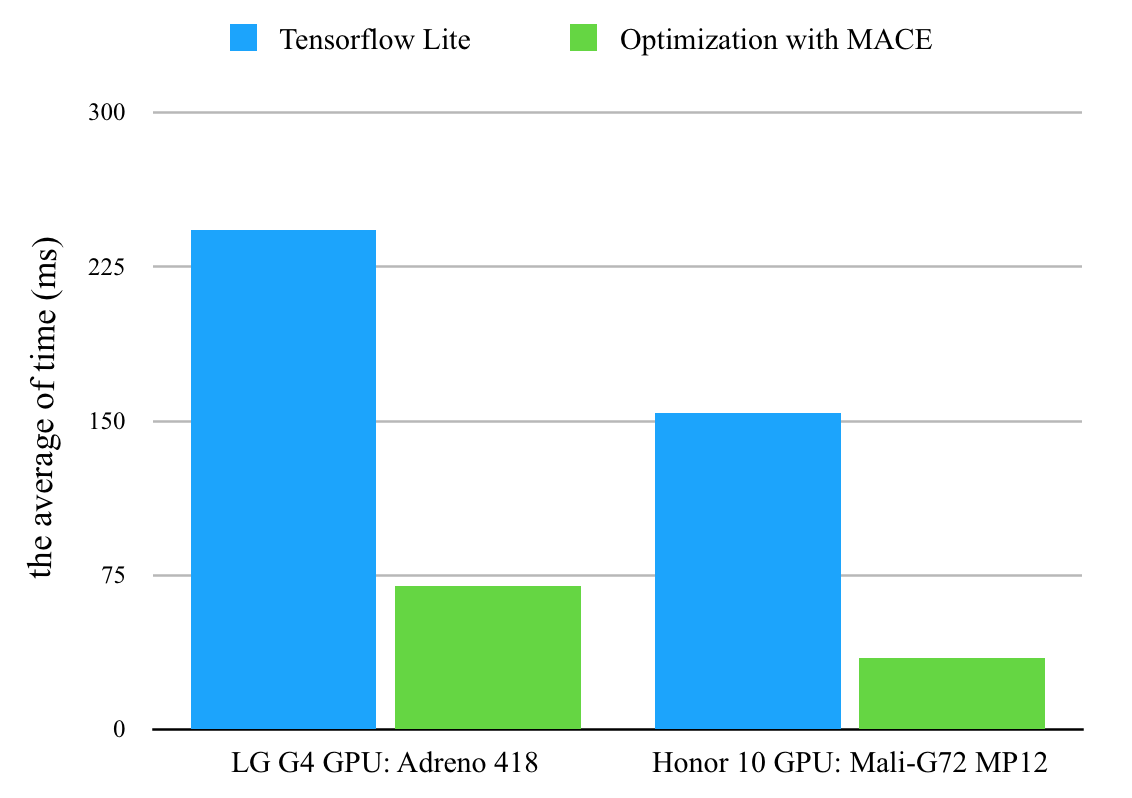 Tensorflow Lite
Optimization with MACE
300
225
150
75
0
the average of time (ms)
LG G4 GPU: Adreno 418
Honor 10 GPU: Mali-G72 MP12